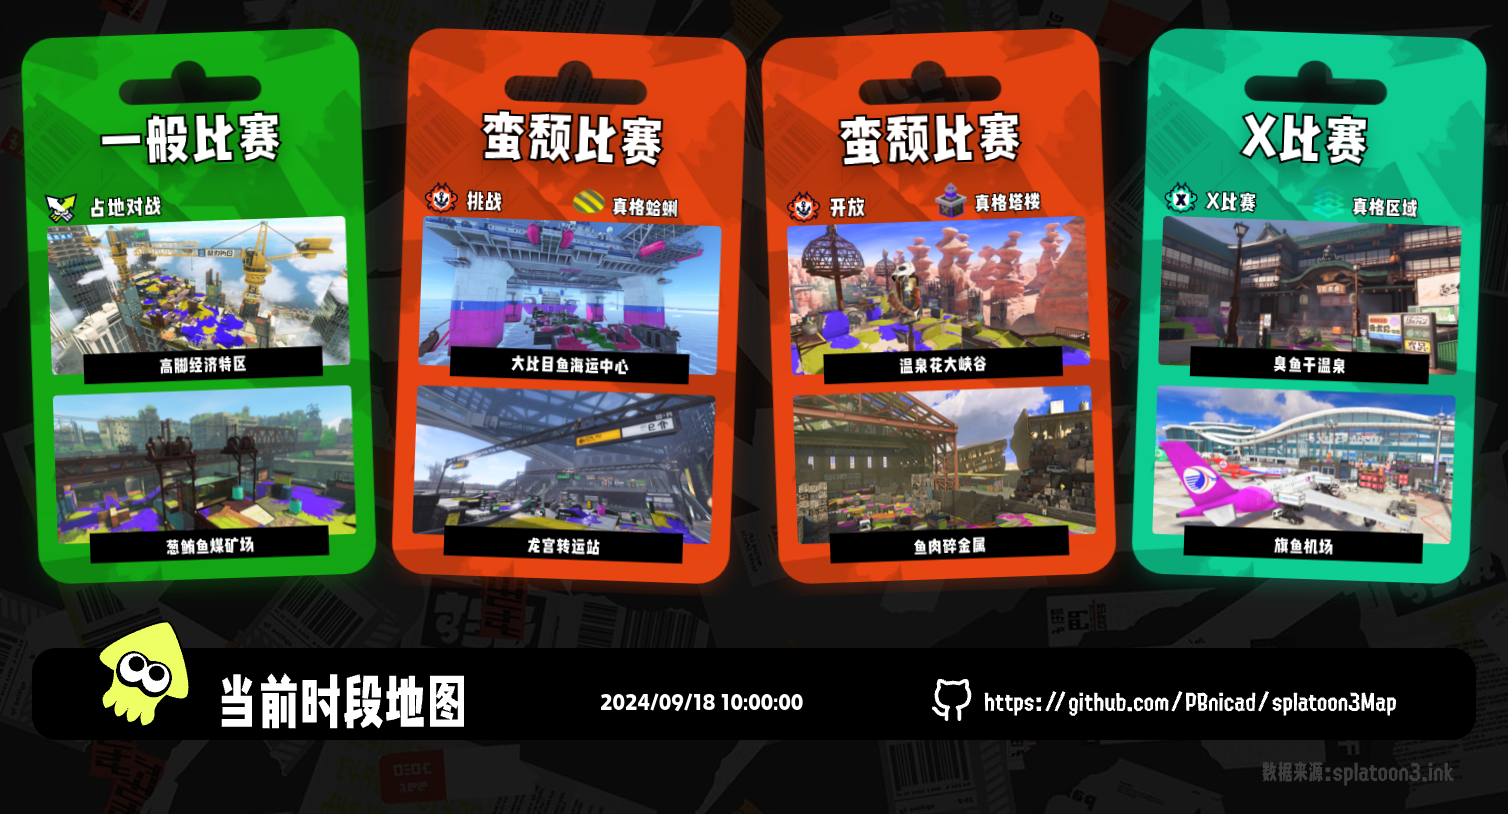 一般比赛
占地对战
高脚经济特区
葱鲔鱼煤矿场
蛮颓比赛
挑战
真格蛤蜊
大比目鱼海运中心
龙宫转运站
蛮颓比赛
开放
真格塔楼
温泉花大峡谷
鱼肉碎金属
X比赛
X比赛
真格区域
臭鱼干温泉
旗鱼机场
当前时段地图
2024/09/18 10:00:00
https://github.com/PBnicad/splatoon3Map
数据来源:splatoon3.ink